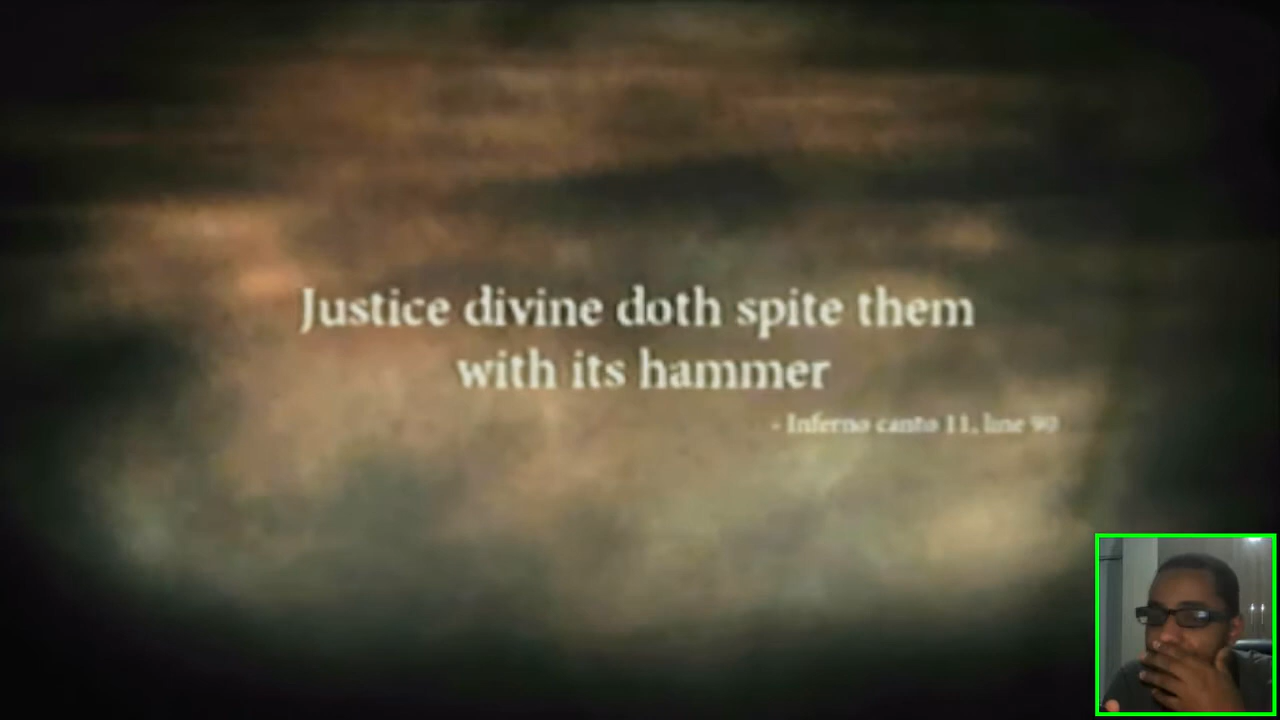 Justice divine doth spite them
with its hammer
- Inferno canto 11, line 90